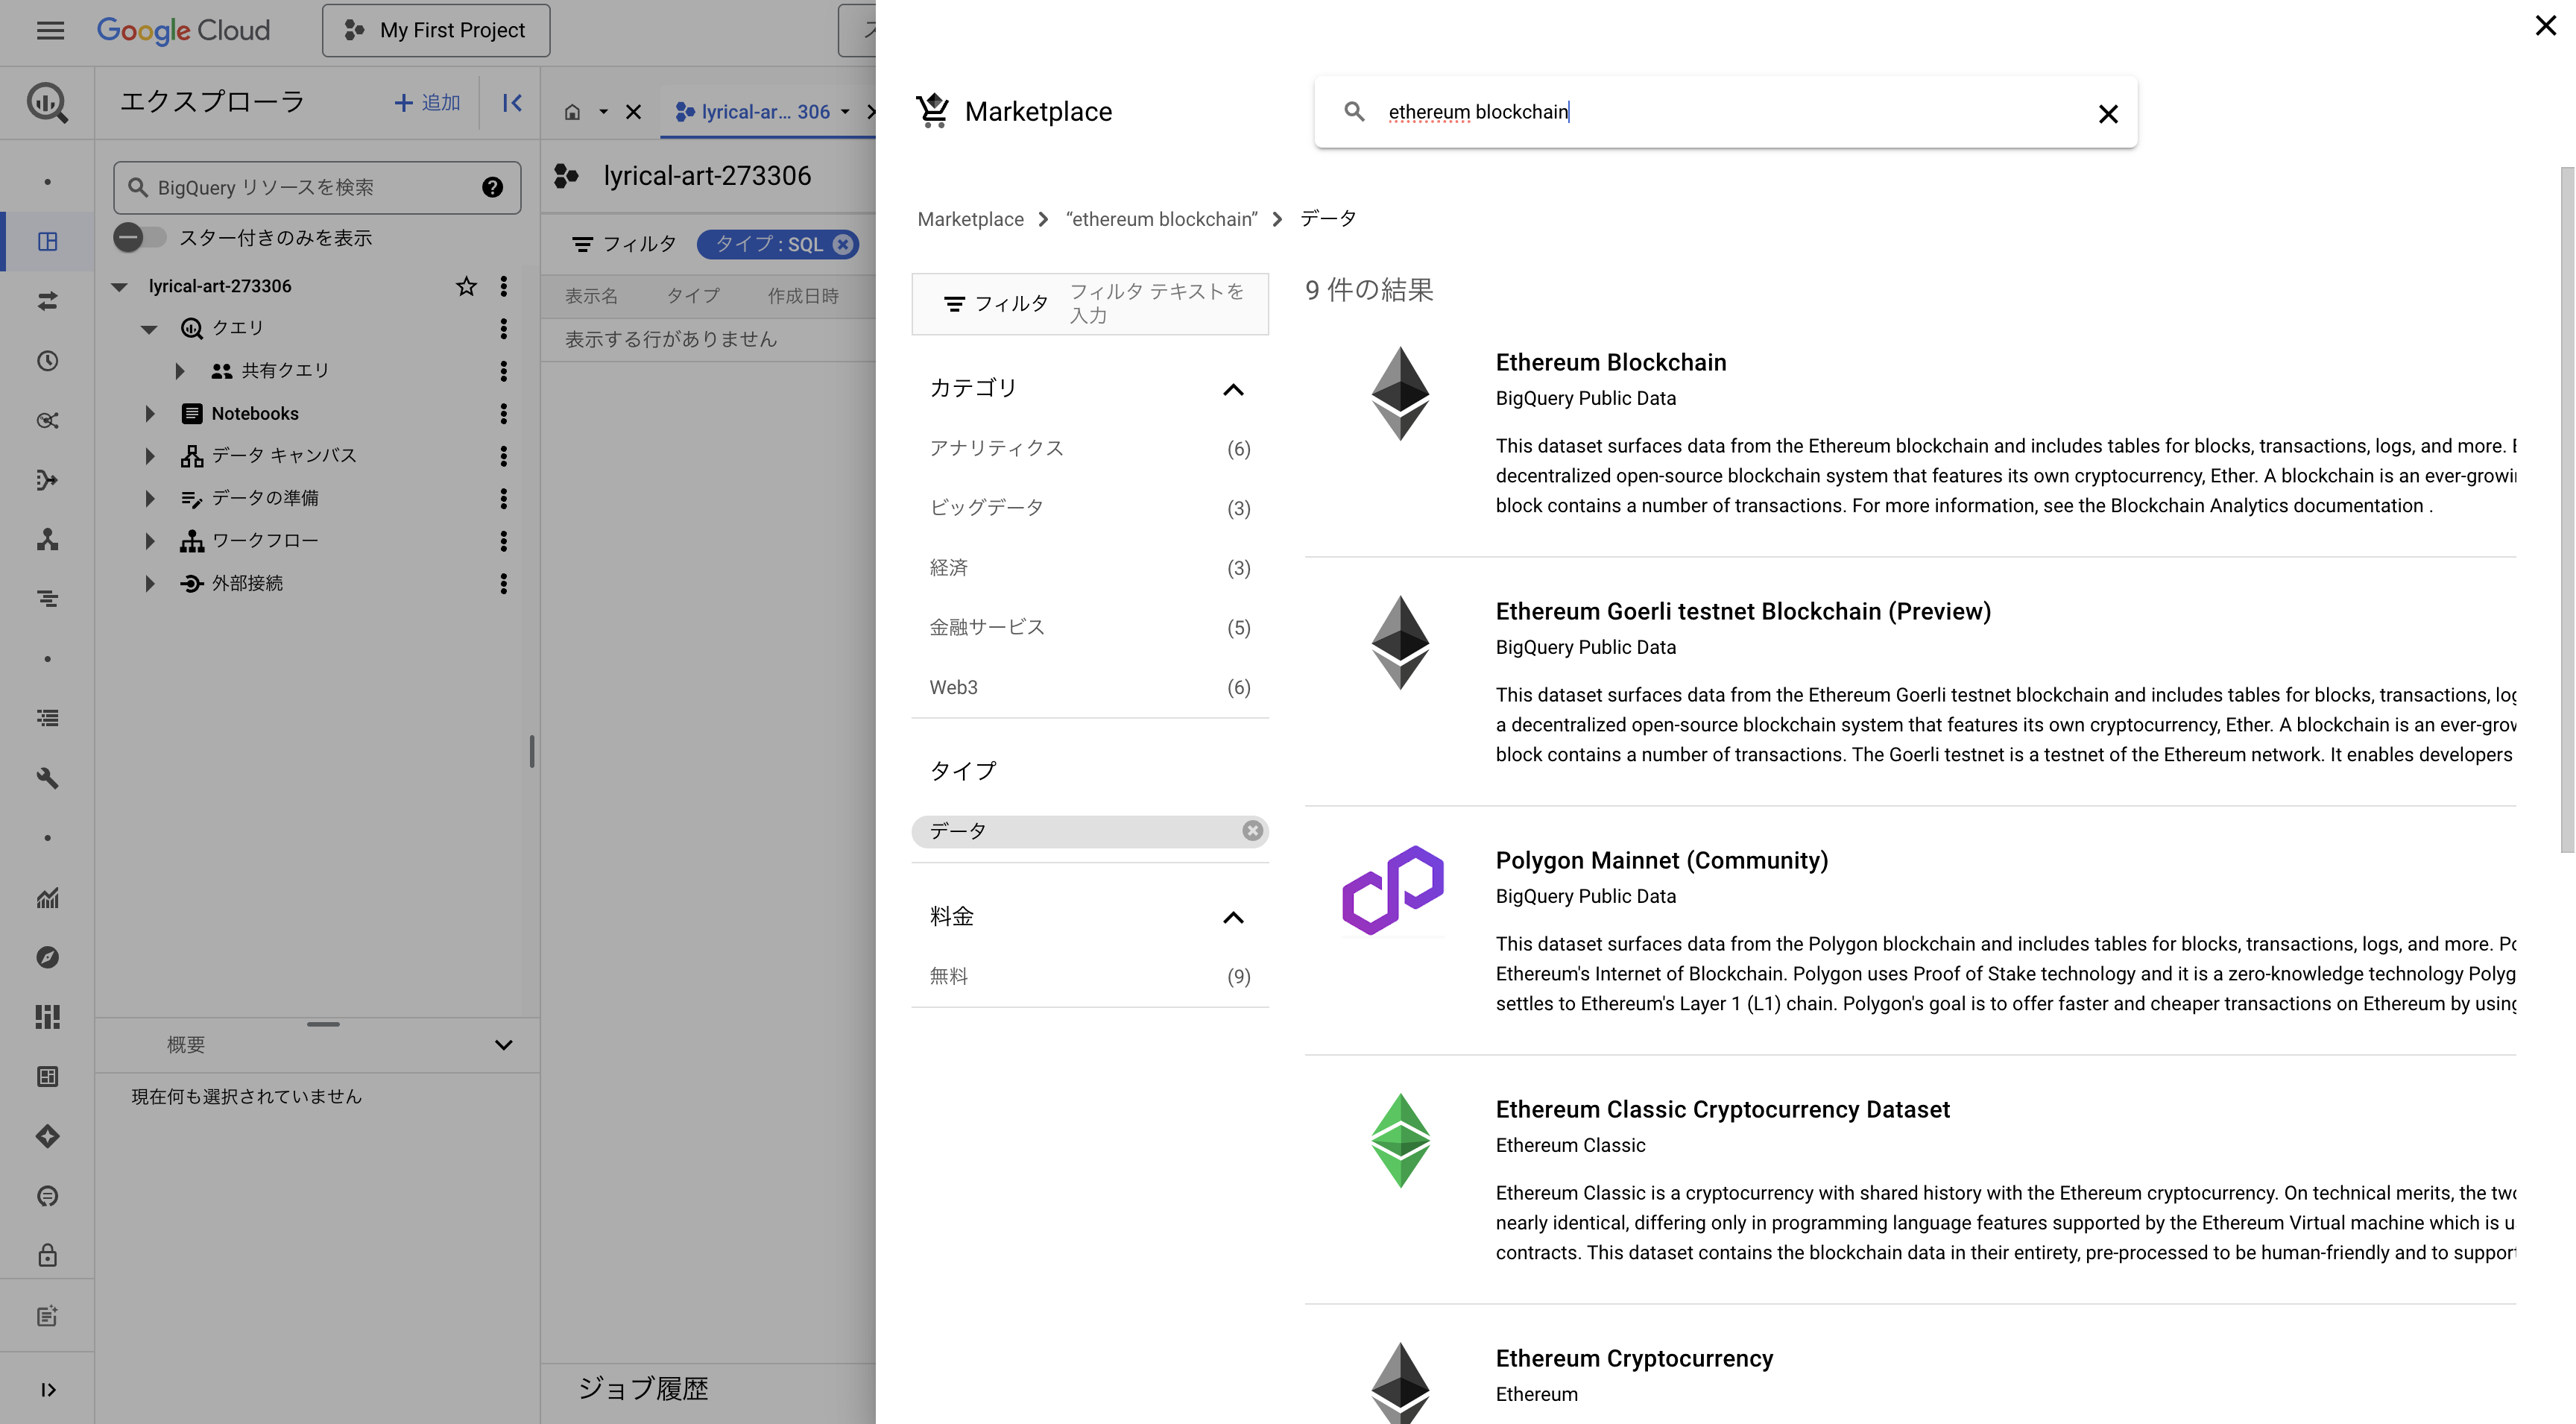 Google Cloud
My First Project
エクスプローラ
追加
BigQuery リソースを検索
スター付きのみを表示
lyrical-art-273306
クエリ
共有クエリ
Notebooks
データ キャンバス
データの準備
ワークフロー
外部接続
概要
現在何も選択されていません
lyrical-ar... 306
lyrical-art-273306
フィルタ
タイプ : SQL
表示名 タイプ 作成日時
表示する行がありません
ジョブ履歴
Marketplace
ethereum blockchain
Marketplace “ethereum blockchain” データ
フィルタ
フィルタ テキストを
入力
カテゴリ
アナリティクス (6)
ビッグデータ (3)
経済 (3)
金融サービス (5)
Web3 (6)
タイプ
データ
料金
無料 (9)
9 件の結果
Ethereum Blockchain
BigQuery Public Data
This dataset surfaces data from the Ethereum blockchain and includes tables for blocks, transactions, logs, and more.
decentralized open-source blockchain system that features its own cryptocurrency, Ether. A blockchain is an ever-growi
block contains a number of transactions. For more information, see the Blockchain Analytics documentation .
Ethereum Goerli testnet Blockchain (Preview)
BigQuery Public Data
This dataset surfaces data from the Ethereum Goerli testnet blockchain and includes tables for blocks, transactions, log
a decentralized open-source blockchain system that features its own cryptocurrency, Ether. A blockchain is an ever-grow
block contains a number of transactions. The Goerli testnet is a testnet of the Ethereum network. It enables developers
Polygon Mainnet (Community)
BigQuery Public Data
This dataset surfaces data from the Polygon blockchain and includes tables for blocks, transactions, logs, and more. Po
Ethereum's Internet of Blockchain. Polygon uses Proof of Stake technology and it is a zero-knowledge technology Polyg
settles to Ethereum's Layer 1 (L1) chain. Polygon's goal is to offer faster and cheaper transactions on Ethereum by using
Ethereum Classic Cryptocurrency Dataset
Ethereum Classic
Ethereum Classic is a cryptocurrency with shared history with the Ethereum cryptocurrency. On technical merits, the two
nearly identical, differing only in programming language features supported by the Ethereum Virtual machine which is u
contracts. This dataset contains the blockchain data in their entirety, pre-processed to be human-friendly and to support
Ethereum Cryptocurrency
Ethereum